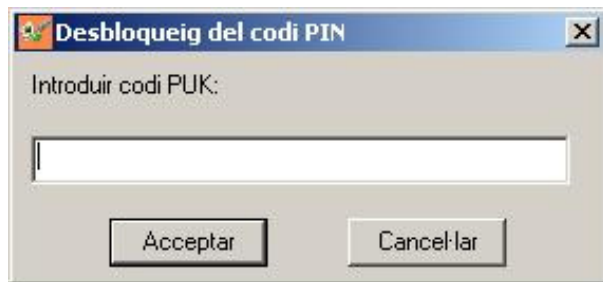 Desbloqueig del codi PIN
Introduir codi PUK:
Acceptar
Cancel·lar